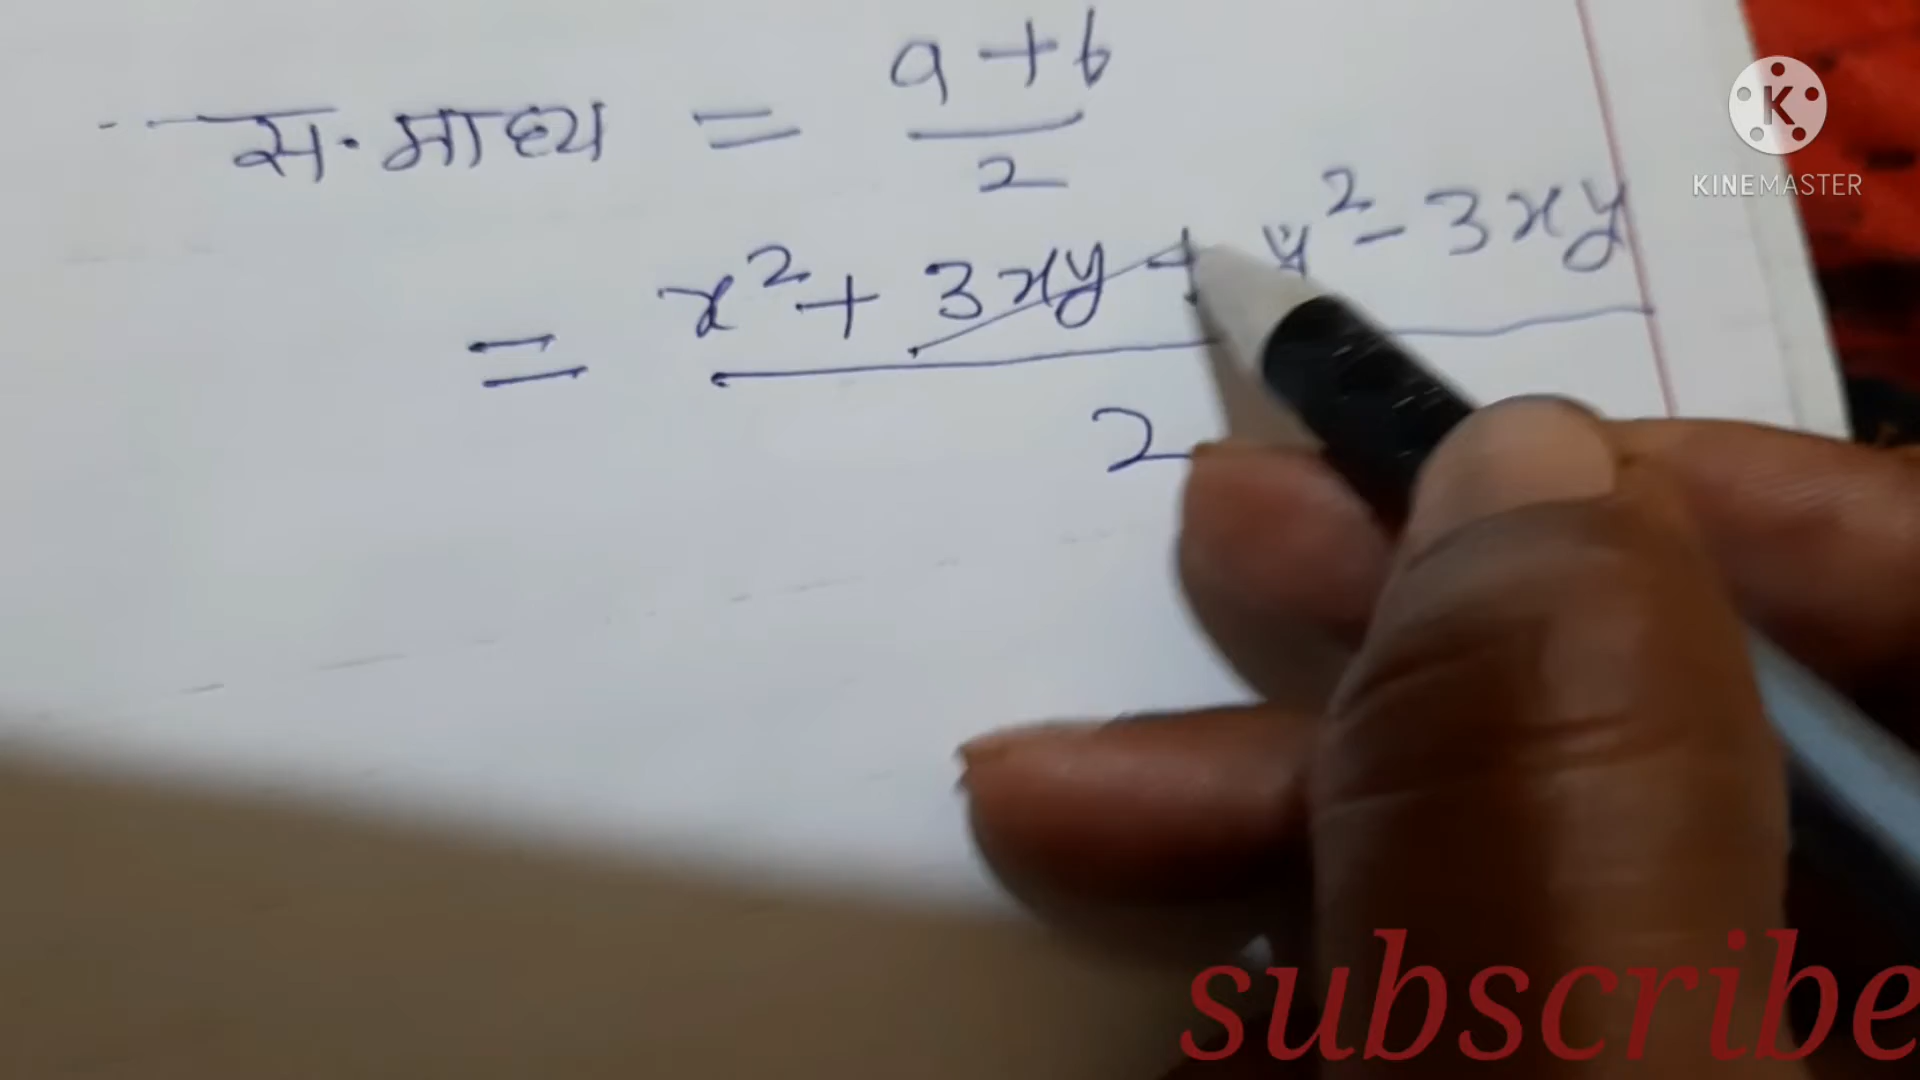 स. माध्य = a + b / 2
= x² + 3xy + y² - 3xy / 2
KINEMASTER
subscribe